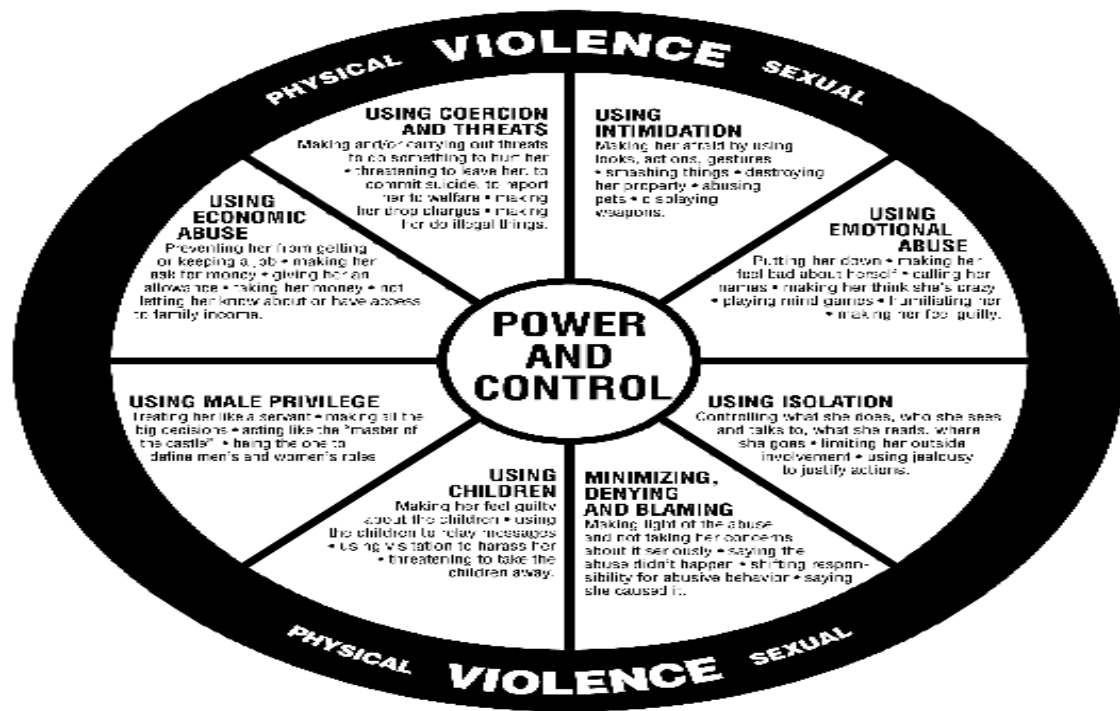 PHYSICAL VIOLENCE SEXUAL
USING COERCION
AND THREATS
Making and/or carrying out threats
to do something to hurt her
• threatening to leave her, to
commit suicide, to report
her to welfare • making
her drop charges • making
her do illegal things.
USING
INTIMIDATION
Making her afraid by using
looks, actions, gestures
• smashing things • destroying
her property • abusing
pets • displaying
weapons.
USING
EMOTIONAL
ABUSE
Putting her down • making her
feel bad about herself • calling her
names • making her think she's crazy
• playing mind games • humiliating her
• making her feel guilty.
USING ISOLATION
Controlling what she does, who she sees
and talks to, what she reads, where
she goes • limiting her outside
involvement • using jealousy
to justify actions.
MINIMIZING,
DENYING
AND BLAMING
Making light of the abuse
and not taking her concerns
about it seriously • saying the
abuse didn't happen • shifting respon-
sibility for abusive behavior • saying
she caused it.
USING
CHILDREN
Making her feel guilty
about the children • using
the children to relay messages
• using visitation to harass her
• threatening to take the
children away.
USING MALE PRIVILEGE
Treating her like a servant • making all the
big decisions • acting like the "master of
the castle" • being the one to
define men's and women's roles
USING
ECONOMIC
ABUSE
Preventing her from getting
or keeping a job • making her
ask for money • giving her an
allowance • taking her money • not
letting her know about or have access
to family income.
POWER
AND
CONTROL
PHYSICAL VIOLENCE SEXUAL